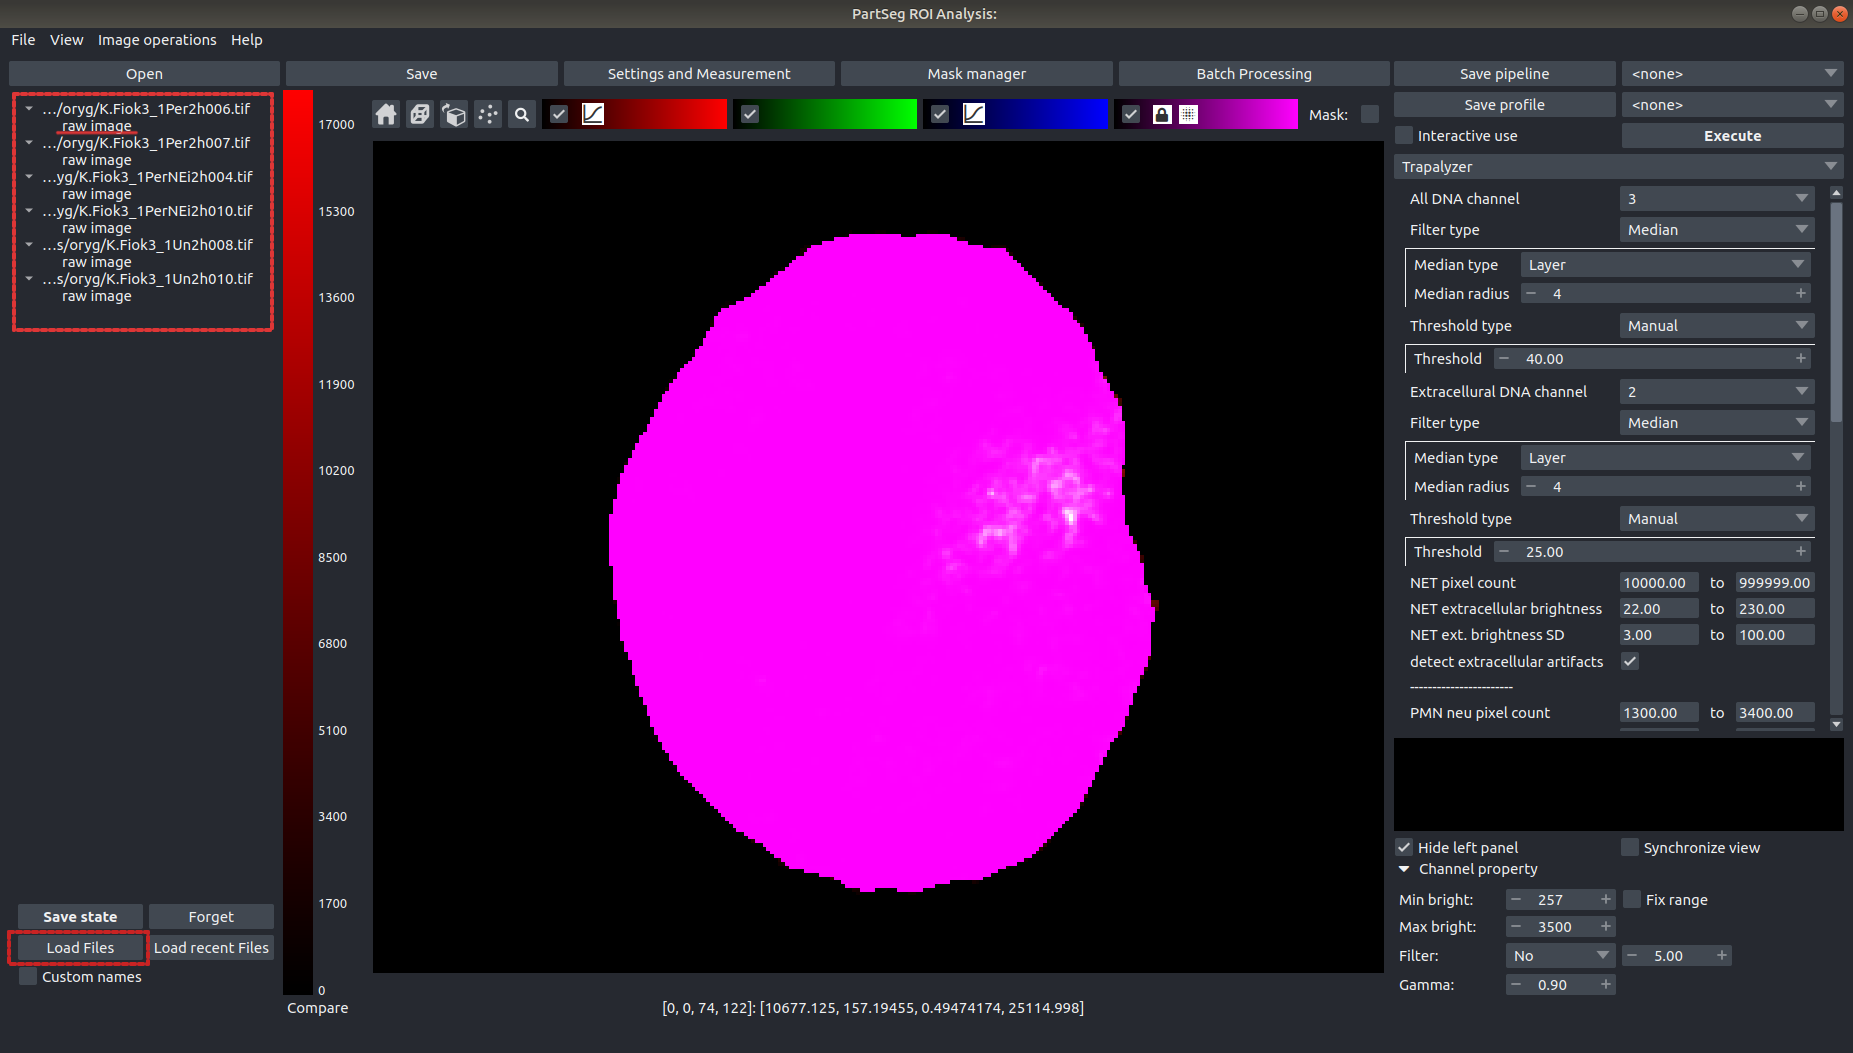 PartSeg ROI Analysis:
File View Image operations Help
Open Save Settings and Measurement Mask manager Batch Processing Save pipeline <none>
Save profile <none>
Interactive use Execute
Trapalyzer
.../oryg/K.Fiok3_1Per2h006.tif
raw image
.../oryg/K.Fiok3_1Per2h007.tif
raw image
...yg/K.Fiok3_1PerNEi2h004.tif
raw image
...yg/K.Fiok3_1PerNEi2h010.tif
raw image
...s/oryg/K.Fiok3_1Un2h008.tif
raw image
...s/oryg/K.Fiok3_1Un2h010.tif
raw image
Save state Forget
Load Files Load recent Files
Custom names
17000
15300
13600
11900
10200
8500
6800
5100
3400
1700
0
Compare
Mask:
[0, 0, 74, 122]: [10677.125, 157.19455, 0.49474174, 25114.998]
All DNA channel 3
Filter type Median
Median type Layer
Median radius − 4 +
Threshold type Manual
Threshold − 40.00 +
Extracellural DNA channel 2
Filter type Median
Median type Layer
Median radius − 4 +
Threshold type Manual
Threshold − 25.00 +
NET pixel count 10000.00 to 999999.00
NET extracellular brightness 22.00 to 230.00
NET ext. brightness SD 3.00 to 100.00
detect extracellular artifacts
-----------------------
PMN neu pixel count 1300.00 to 3400.00
Hide left panel Synchronize view
Channel property
Min bright: − 257 + Fix range
Max bright: − 3500 +
Filter: No − 5.00 +
Gamma: − 0.90 +